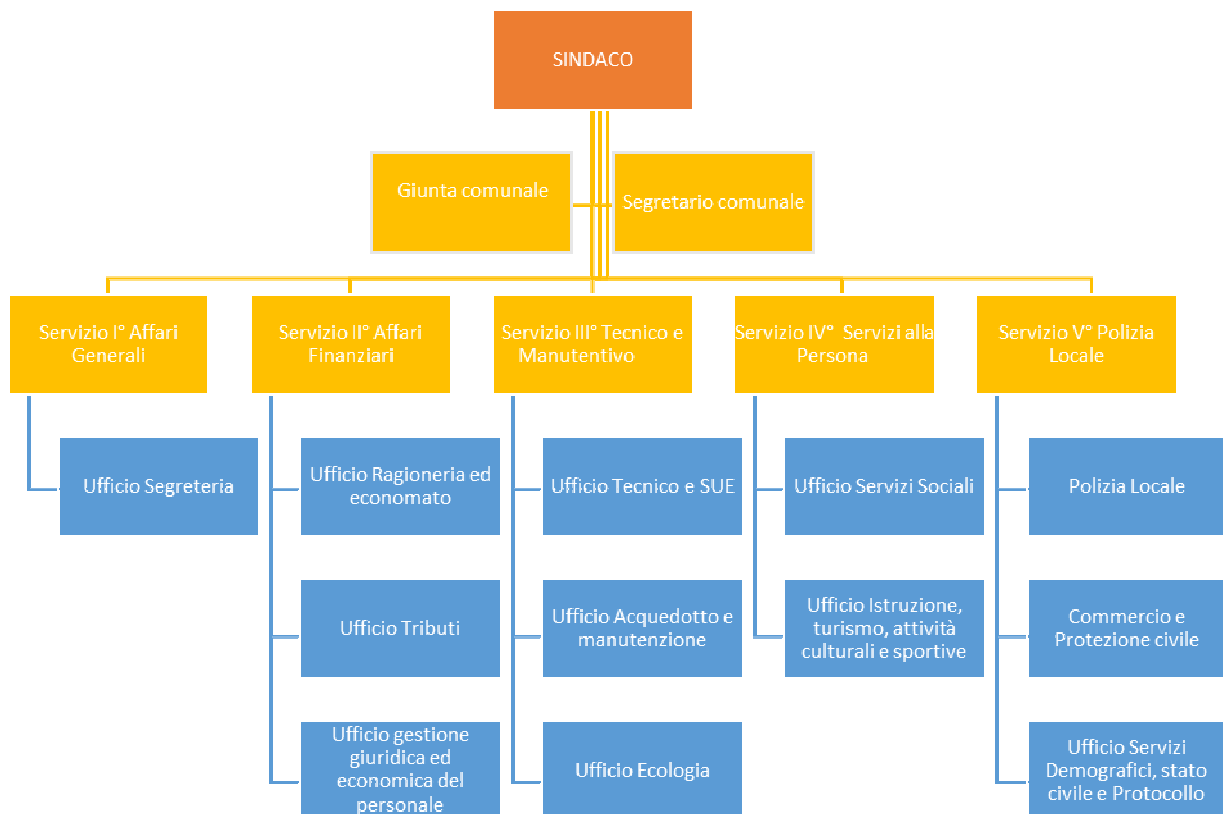 SINDACO
Giunta comunale
Segretario comunale
Servizio I° Affari
Generali
Servizio II° Affari
Finanziari
Servizio III° Tecnico e
Manutentivo
Servizio IV° Servizi alla
Persona
Servizio V° Polizia
Locale
Ufficio Segreteria
Ufficio Ragioneria ed
economato
Ufficio Tecnico e SUE
Ufficio Servizi Sociali
Polizia Locale
Ufficio Tributi
Ufficio Acquedotto e
manutenzione
Ufficio Istruzione,
turismo, attività
culturali e sportive
Commercio e
Protezione civile
Ufficio gestione
giuridica ed
economica del
personale
Ufficio Ecologia
Ufficio Servizi
Demografici, stato
civile e Protocollo